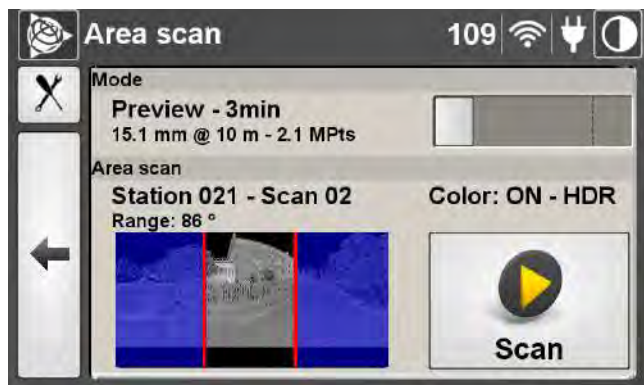 Area scan
109
Mode
Preview - 3min
15.1 mm @ 10 m - 2.1 MPts
Area scan
Station 021 - Scan 02
Color: ON - HDR
Range: 86 °
Scan